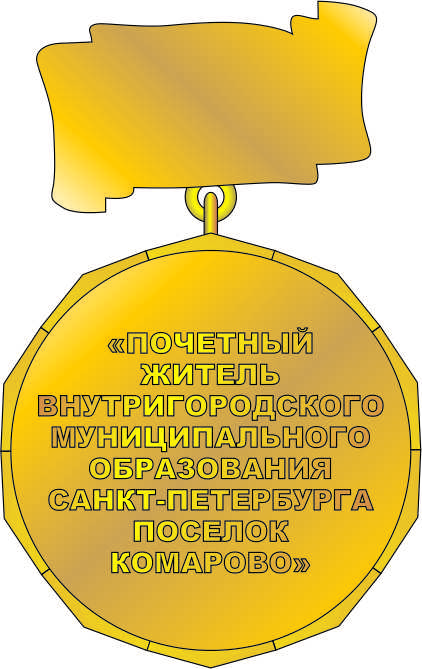 «ПОЧЕТНЫЙ
ЖИТЕЛЬ
ВНУТРИГОРОДСКОГО
МУНИЦИПАЛЬНОГО
ОБРАЗОВАНИЯ
САНКТ-ПЕТЕРБУРГА
ПОСЕЛОК
КОМАРОВО»